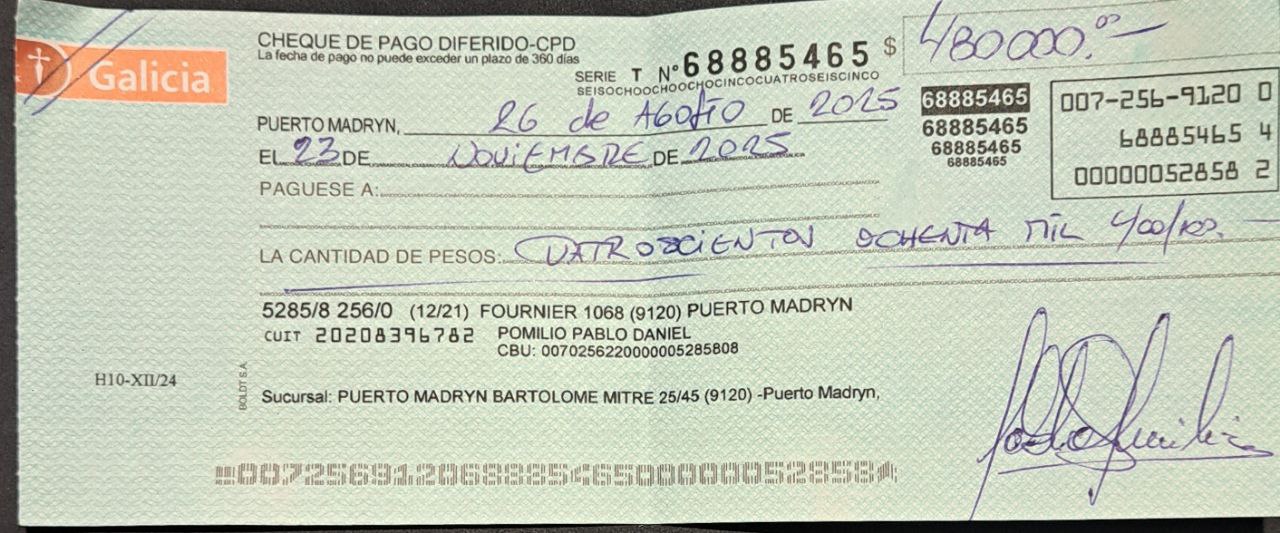 Galicia
CHEQUE DE PAGO DIFERIDO-CPD
La fecha de pago no puede exceder un plazo de 360 días
SERIE T N° 68885465 $ 480000.00
SEISOCHOOCHOOCHOCINCOCUATROSEISCINCO
PUERTO MADRYN, 26 de AGOSTO DE 2025
EL 23 DE NOVIEMBRE DE 2025
68885465
68885465
68885465
68885465
007-256-9120 0
68885465 4
00000052858 2
PAGUESE A:
LA CANTIDAD DE PESOS: CUATROSCIENTOS OCHENTA MIL /100.
5285/8 256/0 (12/21) FOURNIER 1068 (9120) PUERTO MADRYN
CUIT 20208396782 POMILIO PABLO DANIEL
CBU: 0070256220000005285808
H10-XII/24
BOLDT S.A.
Sucursal: PUERTO MADRYN BARTOLOME MITRE 25/45 (9120) -Puerto Madryn,
00725691206888546500000052858